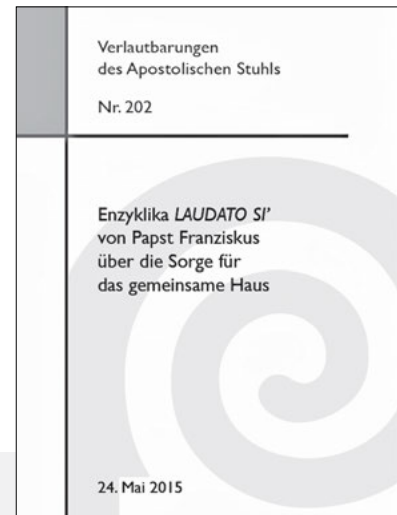 Verlautbarungen
des Apostolischen Stuhls
Nr. 202
Enzyklika LAUDATO SI’
von Papst Franziskus
über die Sorge für
das gemeinsame Haus
24. Mai 2015